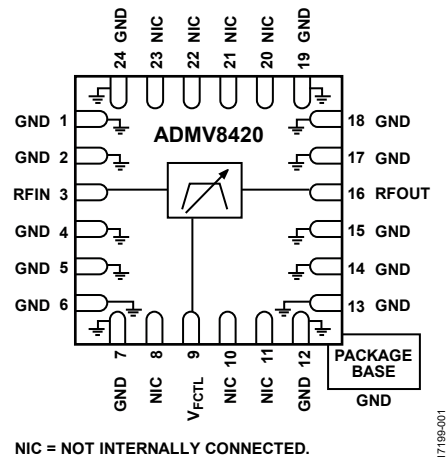 24 GND
23 NIC
22 NIC
21 NIC
20 NIC
19 GND
GND 1
GND 2
RFIN 3
GND 4
GND 5
GND 6
ADMV8420
18 GND
17 GND
16 RFOUT
15 GND
14 GND
13 GND
GND 7
NIC 8
VFCTL 9
NIC 10
NIC 11
GND 12
PACKAGE
BASE
GND
NIC = NOT INTERNALLY CONNECTED.
17199-001